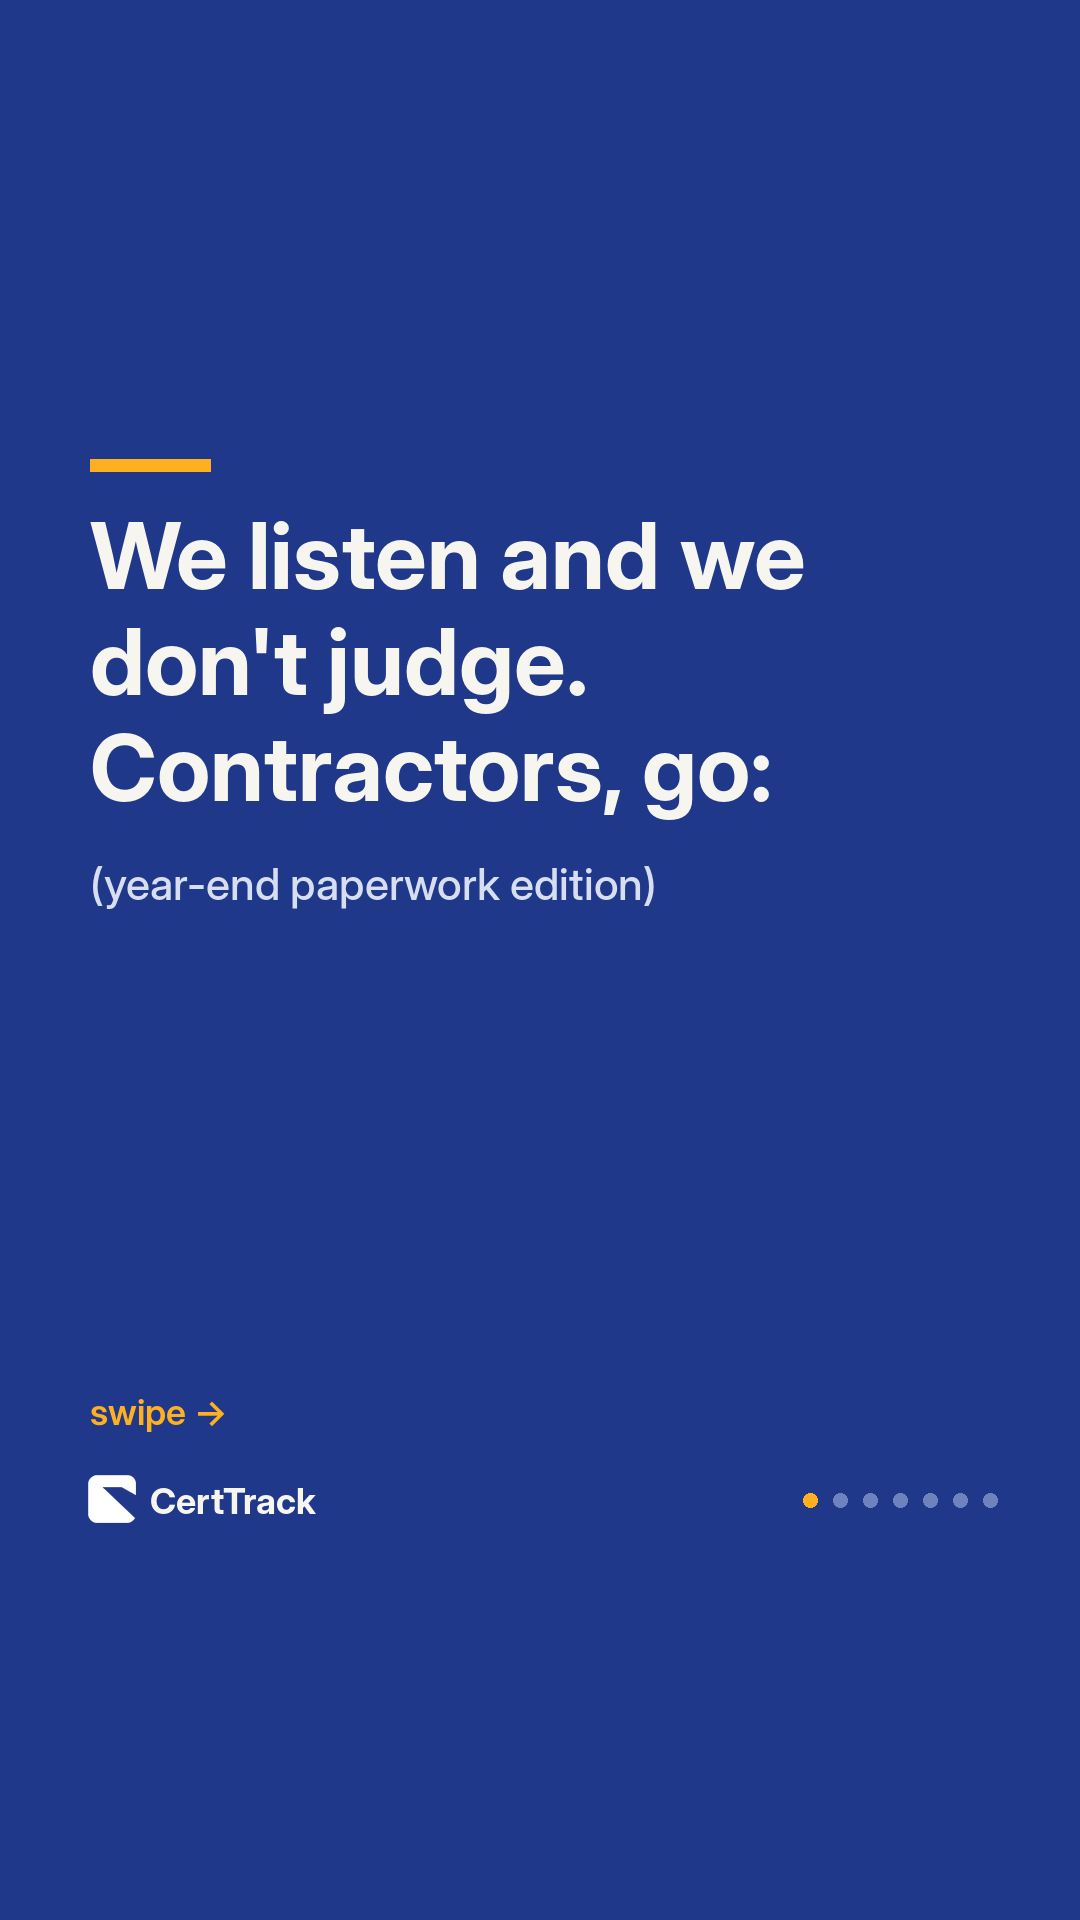 We listen and we
don't judge.
Contractors, go:
(year-end paperwork edition)
swipe →
CertTrack